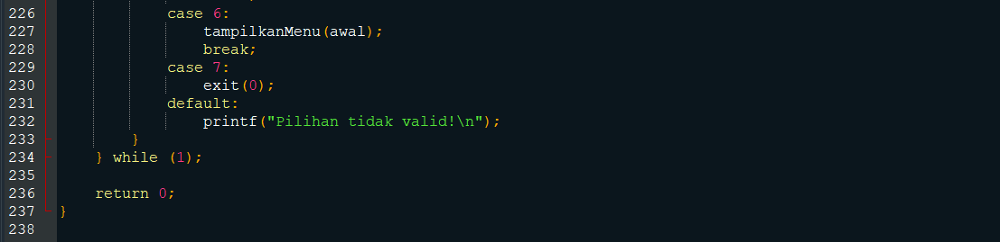 226 case 6:
227 tampilkanMenu(awal);
228 break;
229 case 7:
230 exit(0);
231 default:
232 printf("Pilihan tidak valid!\n");
233 }
234 } while (1);
235
236 return 0;
237 }
238